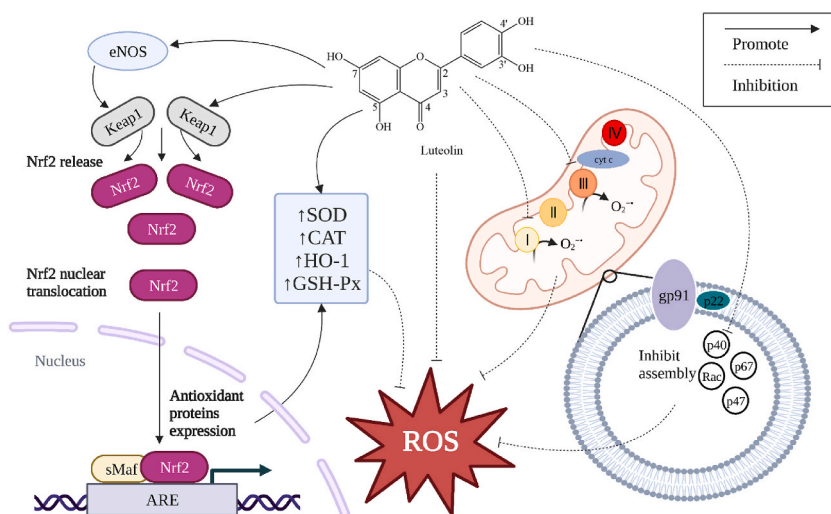 eNOS
Keap1
Keap1
Nrf2 release
Nrf2
Nrf2
Nrf2
Nrf2 nuclear
translocation
Nrf2
Nucleus
Antioxidant
proteins
expression
sMaf
Nrf2
ARE
HO
7
5
OH
O
2
3
4
O
4'
OH
3'
OH
Luteolin
↑SOD
↑CAT
↑HO-1
↑GSH-Px
ROS
IV
cyt c
III
O₂⁻•
II
I
O₂⁻•
gp91
p22
p40
Inhibit
assembly
Rac
p67
p47
Promote
Inhibition